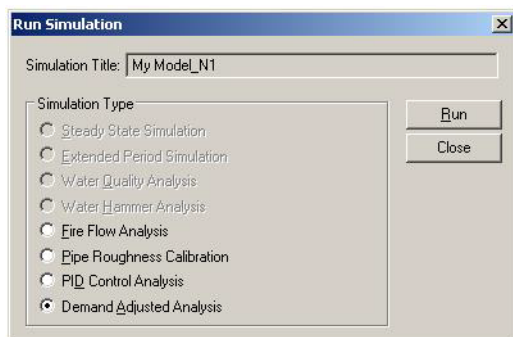 Run Simulation
Simulation Title: My Model_N1
Simulation Type
Steady State Simulation
Extended Period Simulation
Water Quality Analysis
Water Hammer Analysis
Fire Flow Analysis
Pipe Roughness Calibration
PID Control Analysis
Demand Adjusted Analysis
Run
Close